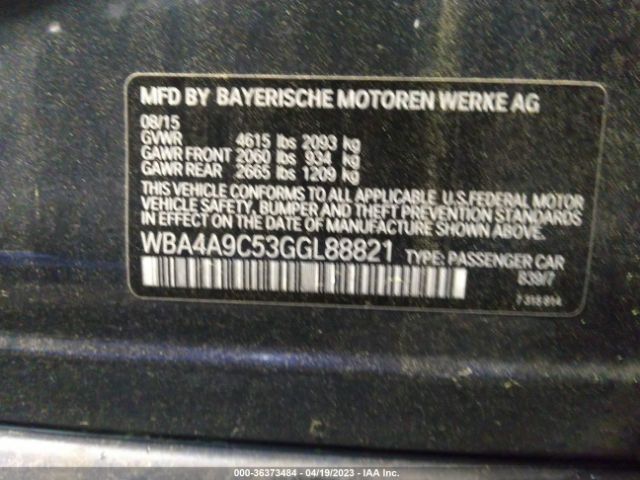 MFD BY BAYERISCHE MOTOREN WERKE AG
08/15
GVWR 4615 lbs 2093 kg
GAWR FRONT 2060 lbs 934 kg
GAWR REAR 2665 lbs 1209 kg
THIS VEHICLE CONFORMS TO ALL APPLICABLE U.S.FEDERAL MOTOR
VEHICLE SAFETY, BUMPER AND THEFT PREVENTION STANDARDS IN
EFFECT ON THE DATE OF MANUFACTURE SHOWN ABOVE.
WBA4A9C53GGL88821 TYPE: PASSENGER CAR
7 318 814
000-36373484 - 04/19/2023 - IAA Inc.